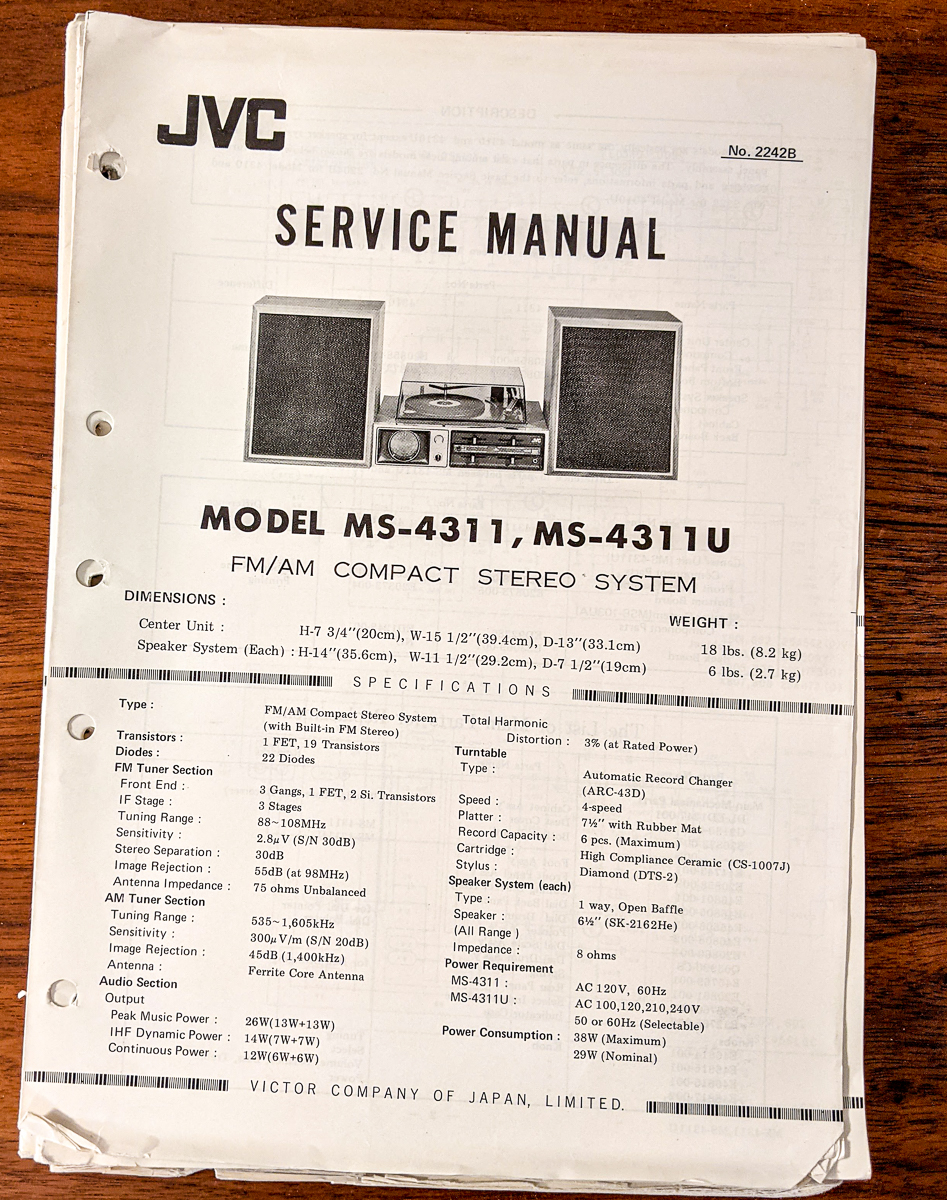 JVC
No. 2242B
SERVICE MANUAL
JVC
MODEL MS-4311, MS-4311U
FM/AM COMPACT STEREO SYSTEM
DIMENSIONS :
WEIGHT :
Center Unit : H-7 3/4″(20cm), W-15 1/2″(39.4cm), D-13″(33.1cm) 18 lbs. (8.2 kg)
Speaker System (Each) : H-14″(35.6cm), W-11 1/2″(29.2cm), D-7 1/2″(19cm) 6 lbs. (2.7 kg)
SPECIFICATIONS
Type : FM/AM Compact Stereo System
(with Built-in FM Stereo)
Transistors : 1 FET, 19 Transistors
Diodes : 22 Diodes
FM Tuner Section
Front End : 3 Gangs, 1 FET, 2 Si. Transistors
IF Stage : 3 Stages
Tuning Range : 88~108MHz
Sensitivity : 2.8μV (S/N 30dB)
Stereo Separation : 30dB
Image Rejection : 55dB (at 98MHz)
Antenna Impedance : 75 ohms Unbalanced
AM Tuner Section
Tuning Range : 535~1,605kHz
Sensitivity : 300μV/m (S/N 20dB)
Image Rejection : 45dB (1,400kHz)
Antenna : Ferrite Core Antenna
Audio Section
Output
Peak Music Power : 26W(13W+13W)
IHF Dynamic Power : 14W(7W+7W)
Continuous Power : 12W(6W+6W)
Total Harmonic
Distortion : 3% (at Rated Power)
Turntable
Type : Automatic Record Changer
(ARC-43D)
Speed : 4-speed
Platter : 7½″ with Rubber Mat
Record Capacity : 6 pcs. (Maximum)
Cartridge : High Compliance Ceramic (CS-1007J)
Stylus : Diamond (DTS-2)
Speaker System (each)
Type : 1 way, Open Baffle
Speaker : 6½″ (SK-2162He)
(All Range )
Impedance : 8 ohms
Power Requirement
MS-4311 : AC 120V, 60Hz
MS-4311U : AC 100,120,210,240V
50 or 60Hz (Selectable)
Power Consumption : 38W (Maximum)
29W (Nominal)
VICTOR COMPANY OF JAPAN, LIMITED.